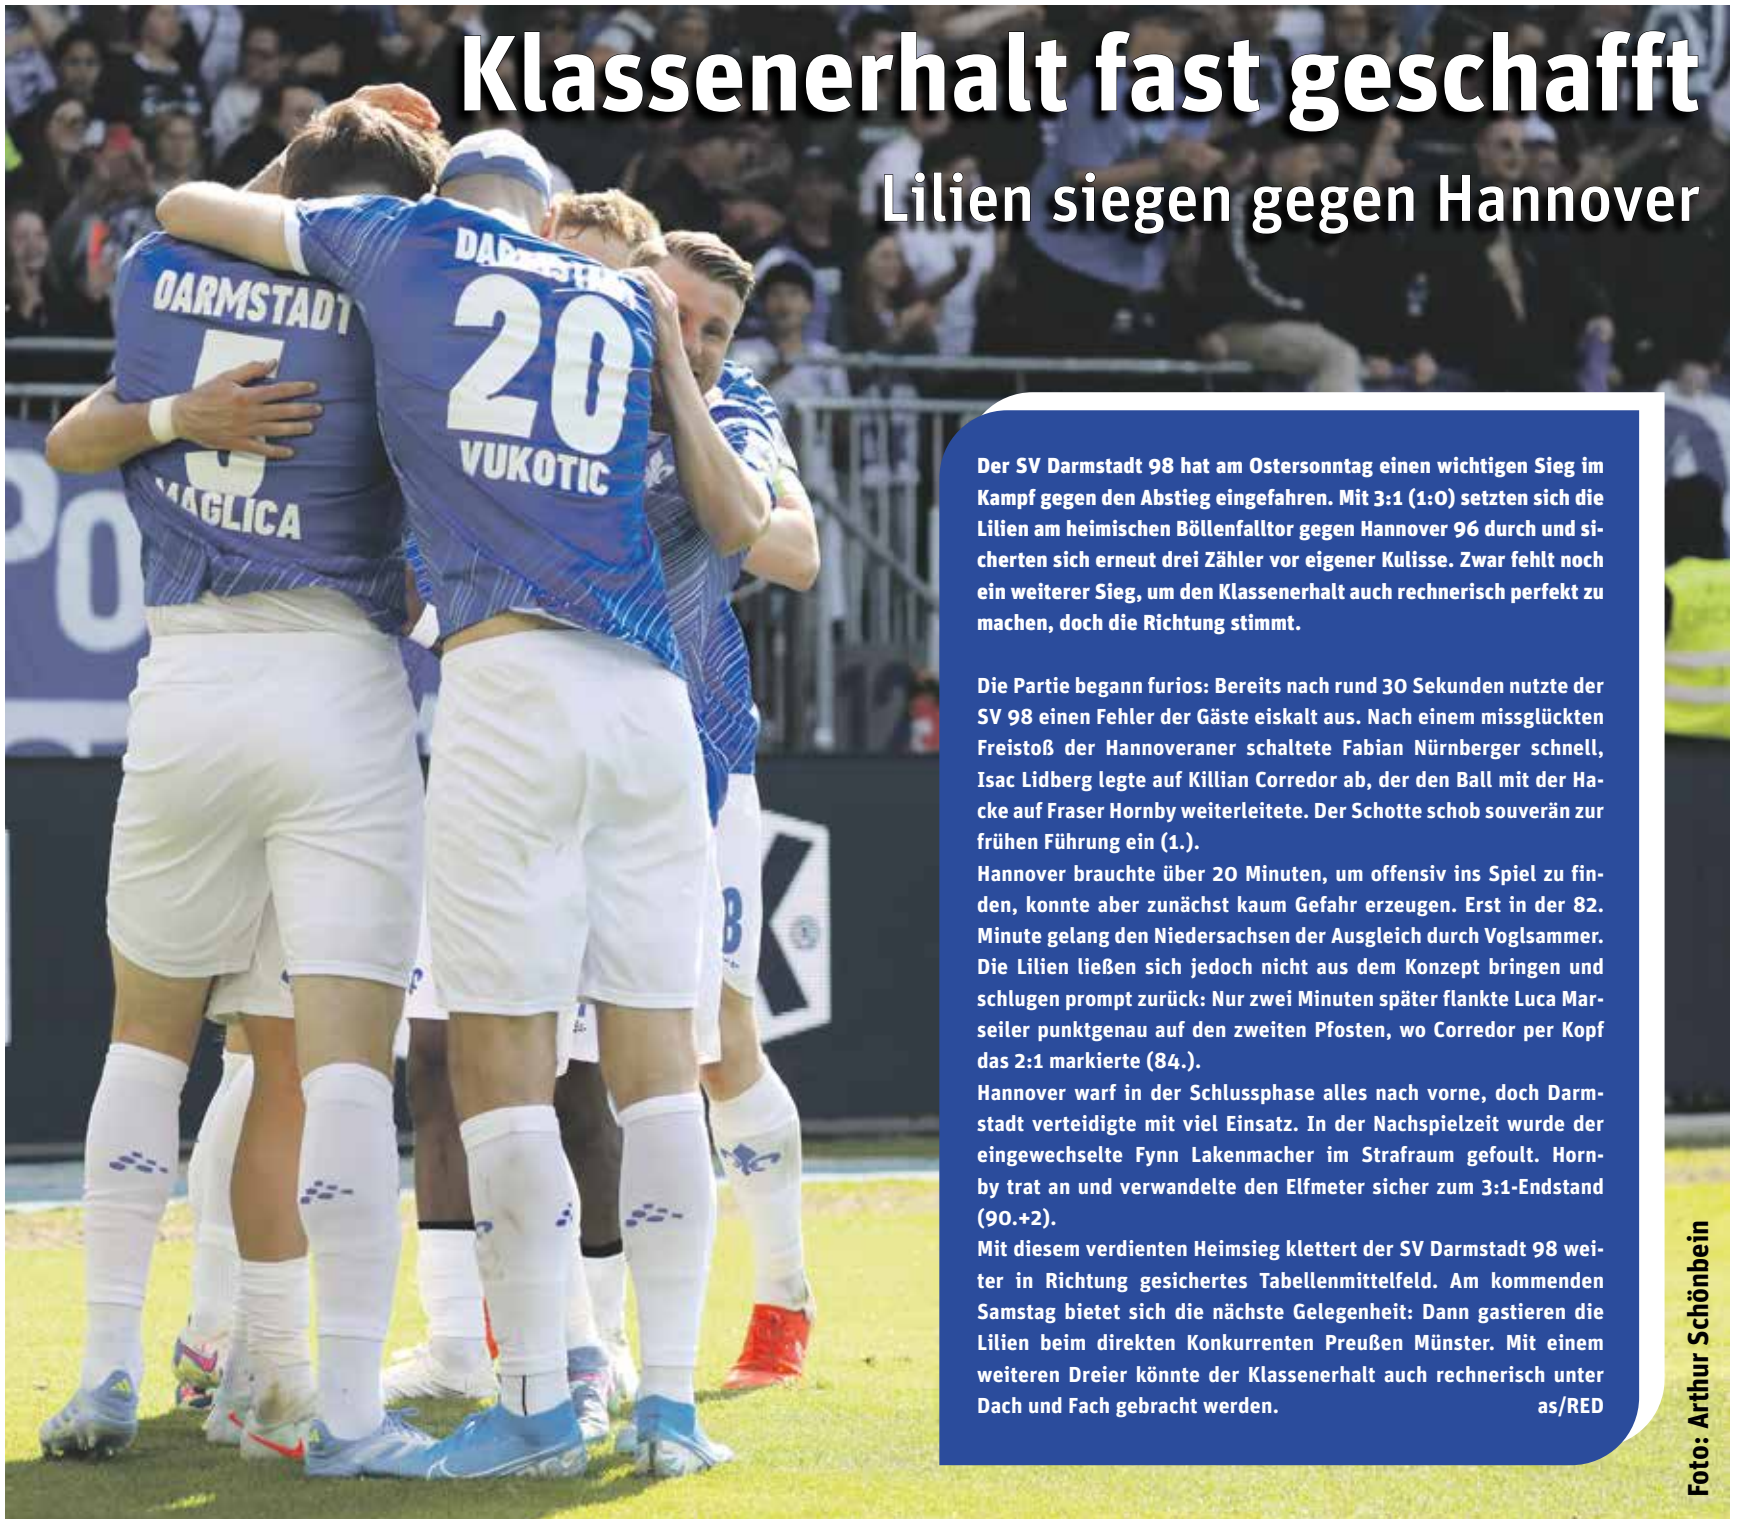 Klassenerhalt fast geschafft
Lilien siegen gegen Hannover
DARMSTADT
5
MAGLICA
DARMSTADT
20
VUKOTIC
Der SV Darmstadt 98 hat am Ostersonntag einen wichtigen Sieg im
Kampf gegen den Abstieg eingefahren. Mit 3:1 (1:0) setzten sich die
Lilien am heimischen Böllenfalltor gegen Hannover 96 durch und si-
cherten sich erneut drei Zähler vor eigener Kulisse. Zwar fehlt noch
ein weiterer Sieg, um den Klassenerhalt auch rechnerisch perfekt zu
machen, doch die Richtung stimmt.
Die Partie begann furios: Bereits nach rund 30 Sekunden nutzte der
SV 98 einen Fehler der Gäste eiskalt aus. Nach einem missglückten
Freistoß der Hannoveraner schaltete Fabian Nürnberger schnell,
Isac Lidberg legte auf Killian Corredor ab, der den Ball mit der Ha-
cke auf Fraser Hornby weiterleitete. Der Schotte schob souverän zur
frühen Führung ein (1.).
Hannover brauchte über 20 Minuten, um offensiv ins Spiel zu fin-
den, konnte aber zunächst kaum Gefahr erzeugen. Erst in der 82.
Minute gelang den Niedersachsen der Ausgleich durch Voglsammer.
Die Lilien ließen sich jedoch nicht aus dem Konzept bringen und
schlugen prompt zurück: Nur zwei Minuten später flankte Luca Mar-
seiler punktgenau auf den zweiten Pfosten, wo Corredor per Kopf
das 2:1 markierte (84.).
Hannover warf in der Schlussphase alles nach vorne, doch Darm-
stadt verteidigte mit viel Einsatz. In der Nachspielzeit wurde der
eingewechselte Fynn Lakenmacher im Strafraum gefoult. Horn-
by trat an und verwandelte den Elfmeter sicher zum 3:1-Endstand
(90.+2).
Mit diesem verdienten Heimsieg klettert der SV Darmstadt 98 wei-
ter in Richtung gesichertes Tabellenmittelfeld. Am kommenden
Samstag bietet sich die nächste Gelegenheit: Dann gastieren die
Lilien beim direkten Konkurrenten Preußen Münster. Mit einem
weiteren Dreier könnte der Klassenerhalt auch rechnerisch unter
Dach und Fach gebracht werden. as/RED
Foto: Arthur Schönbein